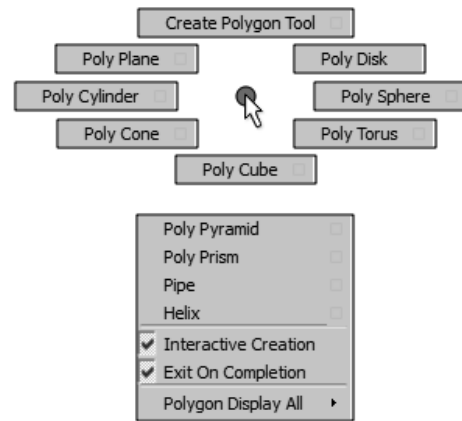 Create Polygon Tool
Poly Plane
Poly Disk
Poly Cylinder
Poly Sphere
Poly Cone
Poly Torus
Poly Cube
Poly Pyramid
Poly Prism
Pipe
Helix
Interactive Creation
Exit On Completion
Polygon Display All